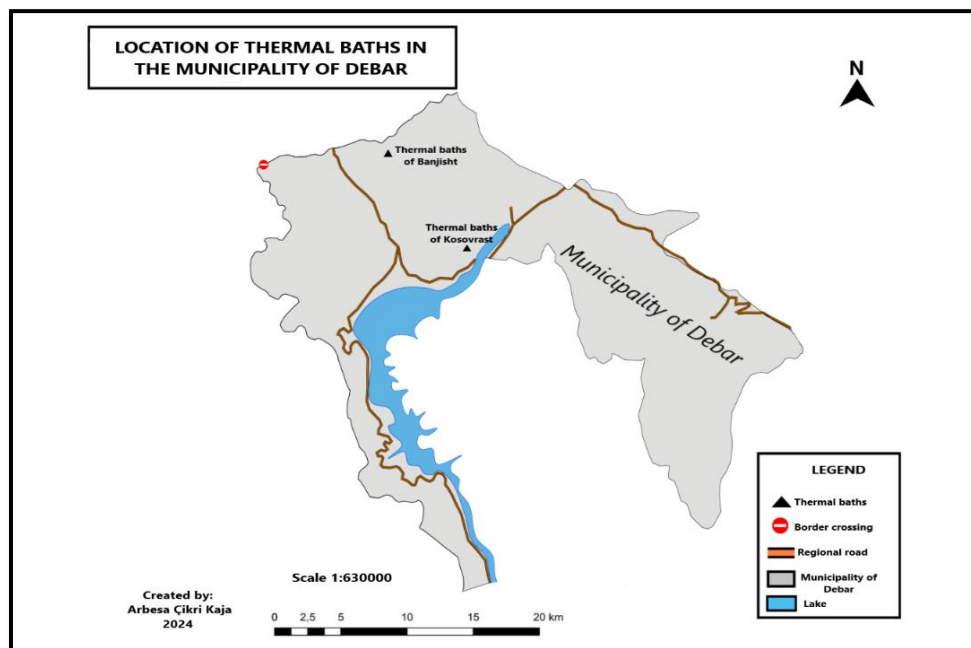 LOCATION OF THERMAL BATHS IN
THE MUNICIPALITY OF DEBAR
N
Thermal baths
of Banjisht
Thermal baths
of Kosovrast
Municipality of Debar
LEGEND
Thermal baths
Border crossing
Regional road
Municipality of
Debar
Lake
Scale 1:630000
Created by:
Arbesa Çikri Kaja
2024
0 2,5 5 10 15 20 km